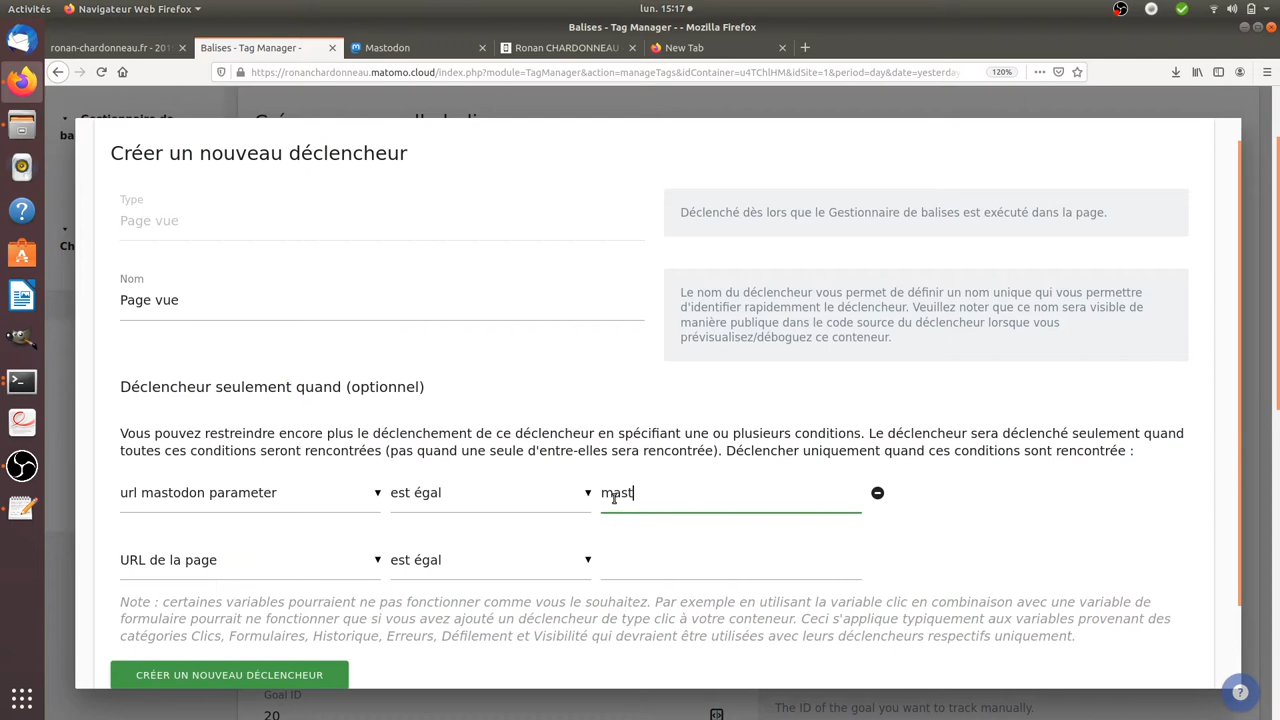 Activités
Navigateur Web Firefox
lun. 15:17
Balises - Tag Manager - - Mozilla Firefox
ronan-chardonneau.fr - 201
Balises - Tag Manager -
Mastodon
Ronan CHARDONNEAU
New Tab
https://ronanchardonneau.matomo.cloud/index.php?module=TagManager&action=manageTags&idContainer=u4TChlHM&idSite=1&period=day&date=yesterda
120%
Gestionnaire de
ba
Ch
Créer un nouveau déclencheur
Type
Page vue
Déclenché dès lors que le Gestionnaire de balises est exécuté dans la page.
Nom
Page vue
Le nom du déclencheur vous permet de définir un nom unique qui vous permettre
d'identifier rapidemment le déclencheur. Veuillez noter que ce nom sera visible de
manière publique dans le code source du déclencheur lorsque vous
prévisualisez/déboguez ce conteneur.
Déclencheur seulement quand (optionnel)
Vous pouvez restreindre encore plus le déclenchement de ce déclencheur en spécifiant une ou plusieurs conditions. Le déclencheur sera déclenché seulement quand
toutes ces conditions seront rencontrées (pas quand une seule d'entre-elles sera rencontrée). Déclencher uniquement quand ces conditions sont rencontrée :
url mastodon parameter
est égal
mast
URL de la page
est égal
Note : certaines variables pourraient ne pas fonctionner comme vous le souhaitez. Par exemple en utilisant la variable clic en combinaison avec une variable de
formulaire pourrait ne fonctionner que si vous avez ajouté un déclencheur de type clic à votre conteneur. Ceci s'applique typiquement aux variables provenant des
catégories Clics, Formulaires, Historique, Erreurs, Défilement et Visibilité qui devraient être utilisées avec leurs déclencheurs respectifs uniquement.
CRÉER UN NOUVEAU DÉCLENCHEUR
Goal ID
20
The ID of the goal you want to track manually.